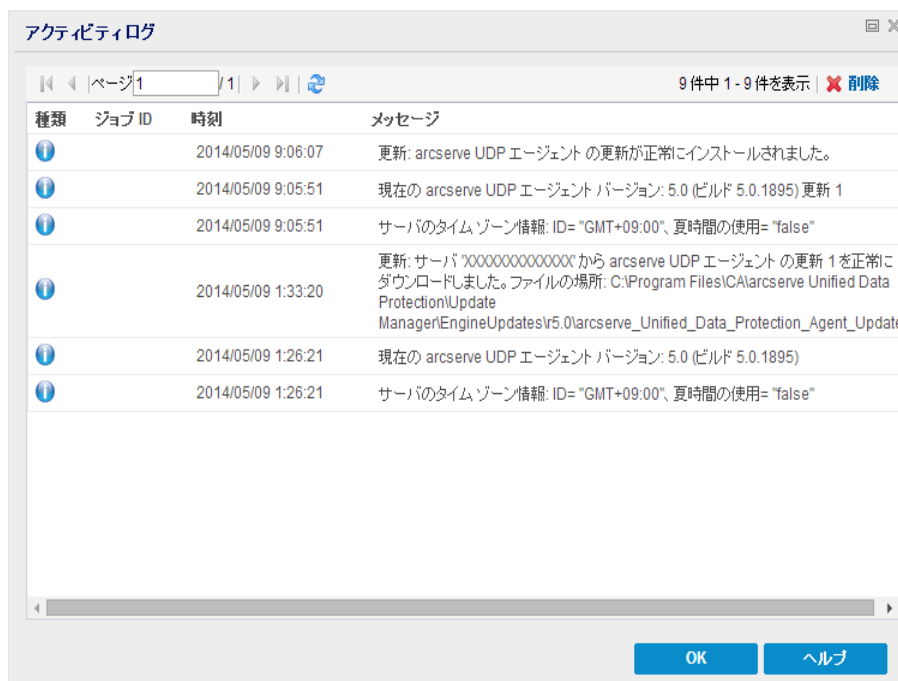 アクティビティログ
ページ 1 / 1 9 件中 1 - 9 件を表示 削除
種類 ジョブ ID 時刻 メッセージ
2014/05/09 9:06:07 更新: arcserve UDP エージェント の更新が正常にインストールされました。
2014/05/09 9:05:51 現在の arcserve UDP エージェント バージョン: 5.0 (ビルド 5.0.1895) 更新 1
2014/05/09 9:05:51 サーバのタイム ゾーン情報: ID= "GMT+09:00"、夏時間の使用= "false"
更新: サーバ 'XXXXXXXXXXXXXX' から arcserve UDP エージェント の更新 1 を正常に
ダウンロードしました。ファイルの場所: C:\Program Files\CA\arcserve Unified Data
2014/05/09 1:33:20 Protection\Update
Manager\EngineUpdates\r5.0\arcserve_Unified_Data_Protection_Agent_Update
2014/05/09 1:26:21 現在の arcserve UDP エージェント バージョン: 5.0 (ビルド 5.0.1895)
2014/05/09 1:26:21 サーバのタイム ゾーン情報: ID= "GMT+09:00"、夏時間の使用= "false"
OK ヘルプ